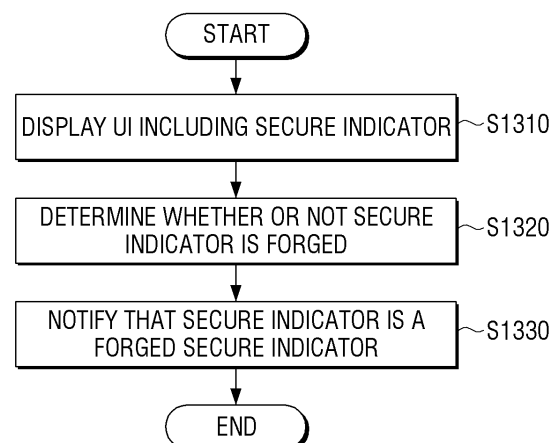 START
DISPLAY UI INCLUDING SECURE INDICATOR
S1310
DETERMINE WHETHER OR NOT SECURE
INDICATOR IS FORGED
S1320
NOTIFY THAT SECURE INDICATOR IS A
FORGED SECURE INDICATOR
S1330
END